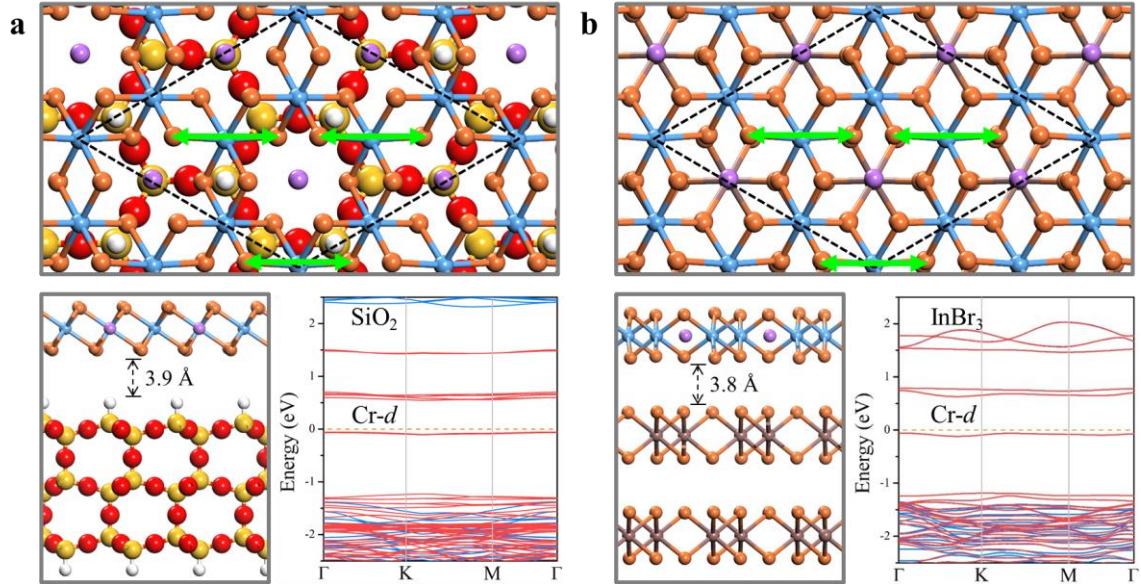 a
b
3.9 Å
Energy (eV)
2
1
0
-1
-2
SiO₂
Cr-d
Γ
K
M
Γ
3.8 Å
Energy (eV)
2
1
0
-1
-2
InBr₃
Cr-d
Γ
K
M
Γ